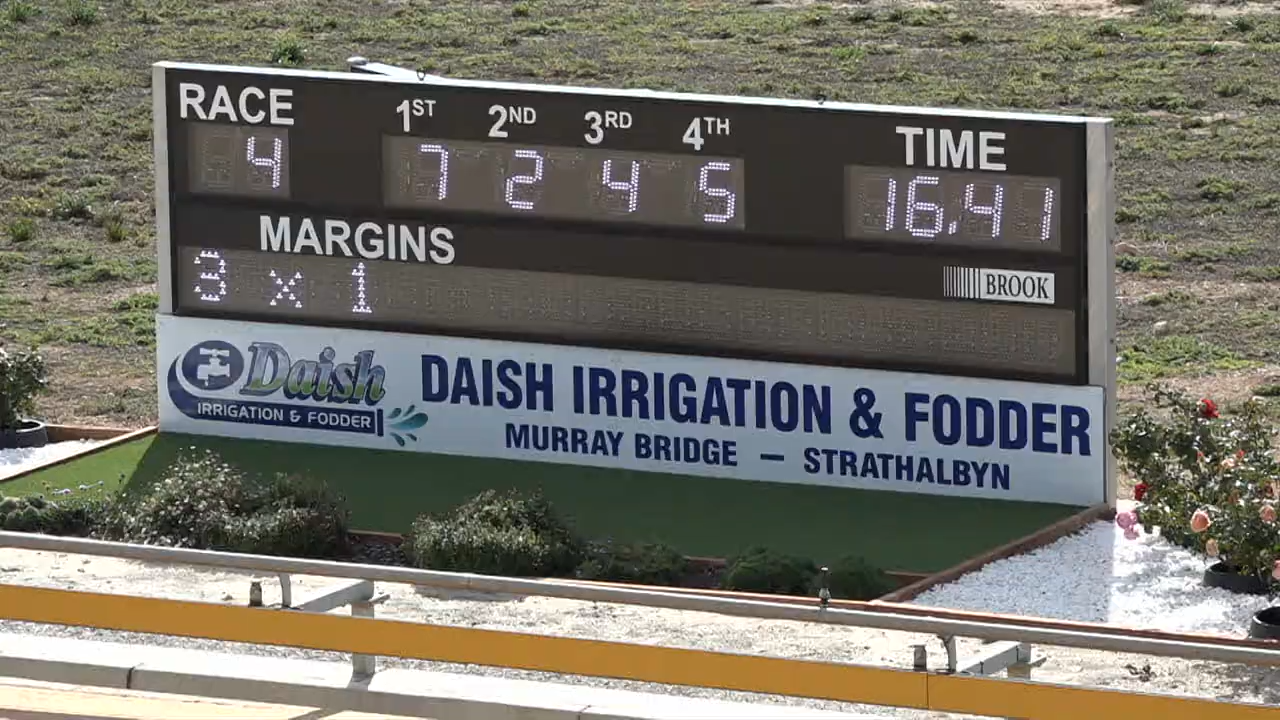 RACE 1ST 2ND 3RD 4TH TIME
4 7 2 4 5 16.41
MARGINS
3 x 1
BROOK
Daish
IRRIGATION & FODDER
DAISH IRRIGATION & FODDER
MURRAY BRIDGE – STRATHALBYN